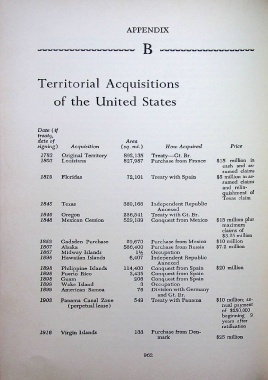 APPENDIX
B
Territorial Acquisitions
of the United States
Date (if
treaty,
date of
signing) Acquisition Area
(sq. mi.) How Acquired Price
1783 Original Territory 892,135 Treaty—Gt. Br.
1803 Louisiana 827,987 Purchase from France $15 million in
cash and as-
sumed claims
1819 Floridas 72,101 Treaty with Spain $5 million in as-
sumed claims
and relin-
quishment of
Texas claim
1845 Texas 389,166 Independent Republic
Annexed
1846 Oregon 286,541 Treaty with Gt. Br.
1848 Mexican Cession 529,189 Conquest from Mexico $15 million plus
maximum
claims of
$3.25 million
1853 Gadsden Purchase 29,670 Purchase from Mexico $10 million
1867 Alaska 586,400 Purchase from Russia $7.2 million
1867 Midway Islands Occupation
1898 Hawaiian Islands 6,407 Independent Republic
Annexed
1898 Philippine Islands 114,400 Conquest from Spain $20 million
1898 Puerto Rico 3,435 Conquest from Spain
1898 Guam 206 Conquest from Spain
1899 Wake Island 3 Occupation
1899 American Samoa 76 Division with Germany
and Gt. Br.
1903 Panama Canal Zone 549 Treaty with Panama $10 million; an-
(perpetual lease) nual payment
of $250,000
beginning 9
years after
ratification
1916 Virgin Islands 133 Purchase from Den-
mark $25 million
902